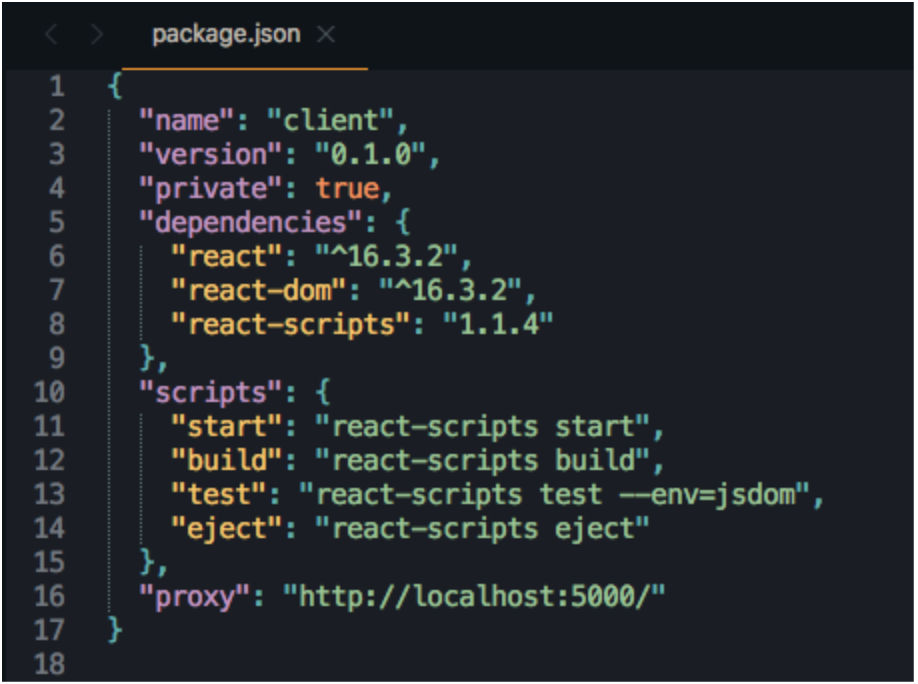 package.json
1 {
2 "name": "client",
3 "version": "0.1.0",
4 "private": true,
5 "dependencies": {
6 "react": "^16.3.2",
7 "react-dom": "^16.3.2",
8 "react-scripts": "1.1.4"
9 },
10 "scripts": {
11 "start": "react-scripts start",
12 "build": "react-scripts build",
13 "test": "react-scripts test --env=jsdom",
14 "eject": "react-scripts eject"
15 },
16 "proxy": "http://localhost:5000/"
17 }
18